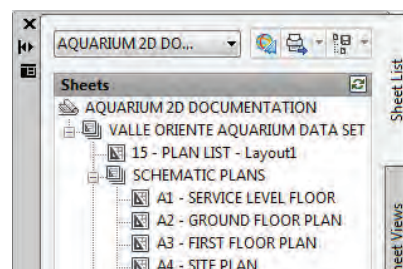 AQUARIUM 2D DO...
Sheets
AQUARIUM 2D DOCUMENTATION
VALLE ORIENTE AQUARIUM DATA SET
15 - PLAN LIST - Layout1
SCHEMATIC PLANS
A1 - SERVICE LEVEL FLOOR
A2 - GROUND FLOOR PLAN
A3 - FIRST FLOOR PLAN
A4 - SITE PLAN
Sheet List
Sheet Views